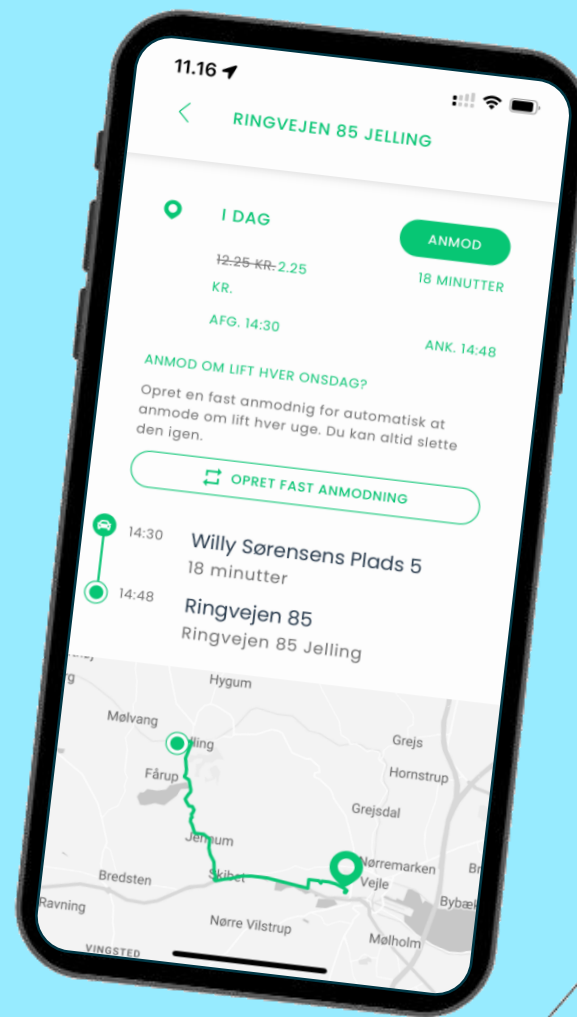 11.16
RINGVEJEN 85 JELLING
I DAG
ANMOD
12.25 KR. 2.25
KR.
18 MINUTTER
AFG. 14:30
ANK. 14:48
ANMOD OM LIFT HVER ONSDAG?
Opret en fast anmodnig for automatisk at
anmode om lift hver uge. Du kan altid slette
den igen.
OPRET FAST ANMODNING
14:30 Willy Sørensens Plads 5
18 minutter
14:48 Ringvejen 85
Ringvejen 85 Jelling
Hygum
Mølvang
lling
Grejs
Fårup
Hornstrup
Grejsdal
Jennum
Nørremarken
Bredsten
Skibet
Vejle
Ravning
Nørre Vilstrup
Mølholm
VINGSTED